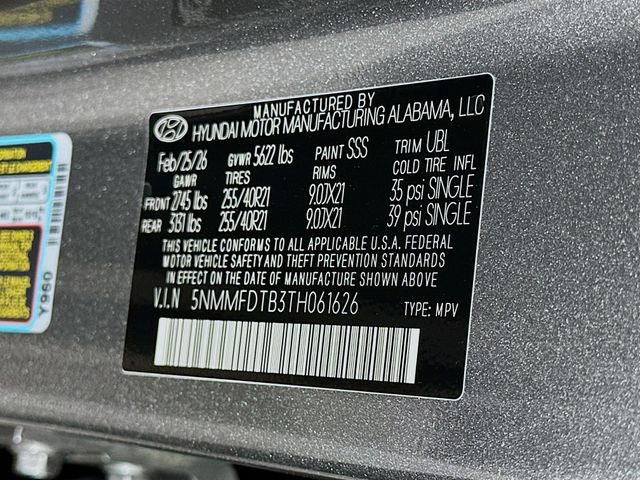 MANUFACTURED BY
HYUNDAI MOTOR MANUFACTURING ALABAMA, LLC
Feb/25/26 GVWR 5622 lbs PAINT SSS TRIM UBL
GAWR TIRES RIMS COLD TIRE INFL
FRONT 2745 lbs 255/40R21 9.0JX21 35 psi SINGLE
REAR 3131 lbs 255/40R21 9.0JX21 39 psi SINGLE
THIS VEHICLE CONFORMS TO ALL APPLICABLE U.S.A. FEDERAL
MOTOR VEHICLE SAFETY AND THEFT PREVENTION STANDARDS
IN EFFECT ON THE DATE OF MANUFACTURE SHOWN ABOVE
V.I.N 5NMMFDTB3TH061626 TYPE: MPV
Y960